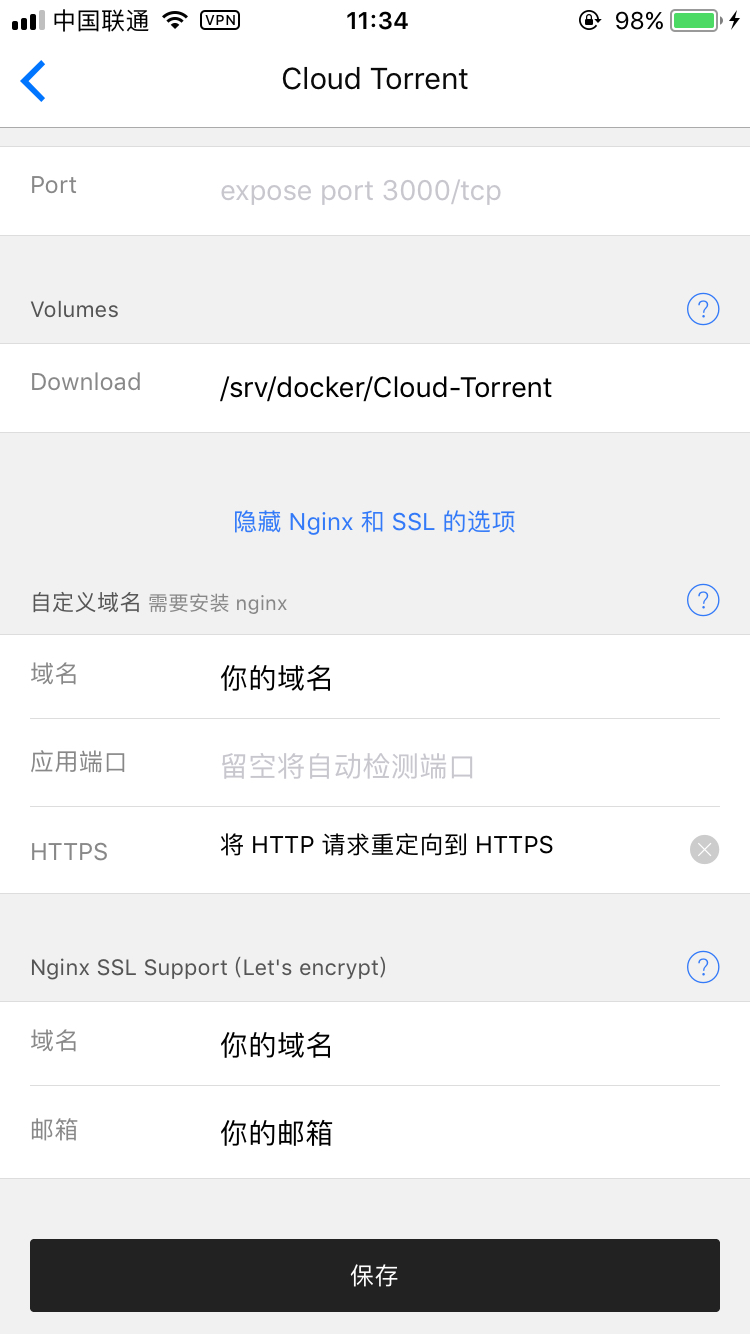 中国联通 VPN 11:34 98%
Cloud Torrent
Port expose port 3000/tcp
Volumes ?
Download /srv/docker/Cloud-Torrent
隐藏 Nginx 和 SSL 的选项
自定义域名 需要安装 nginx ?
域名 你的域名
应用端口 留空将自动检测端口
HTTPS 将 HTTP 请求重定向到 HTTPS
Nginx SSL Support (Let's encrypt) ?
域名 你的域名
邮箱 你的邮箱
保存